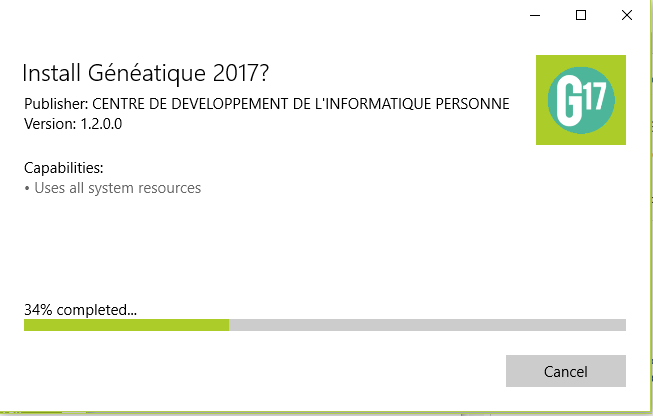 Install Généatique 2017?
G17
Publisher: CENTRE DE DEVELOPPEMENT DE L'INFORMATIQUE PERSONNE
Version: 1.2.0.0
Capabilities:
• Uses all system resources
34% completed...
Cancel